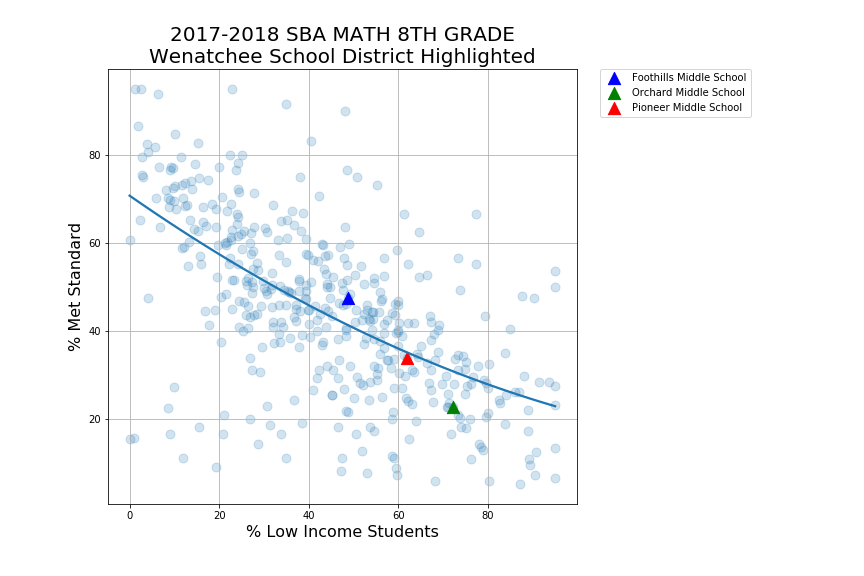 2017-2018 SBA MATH 8TH GRADE
Wenatchee School District Highlighted
Foothills Middle School
Orchard Middle School
Pioneer Middle School
% Met Standard
80
60
40
20
0 20 40 60 80
% Low Income Students